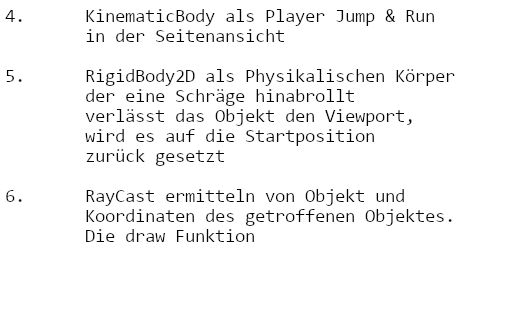 4. KinematicBody als Player Jump & Run
in der Seitenansicht
5. RigidBody2D als Physikalischen Körper
der eine Schräge hinabrollt
verlässt das Objekt den Viewport,
wird es auf die Startposition
zurück gesetzt
6. RayCast ermitteln von Objekt und
Koordinaten des getroffenen Objektes.
Die draw Funktion